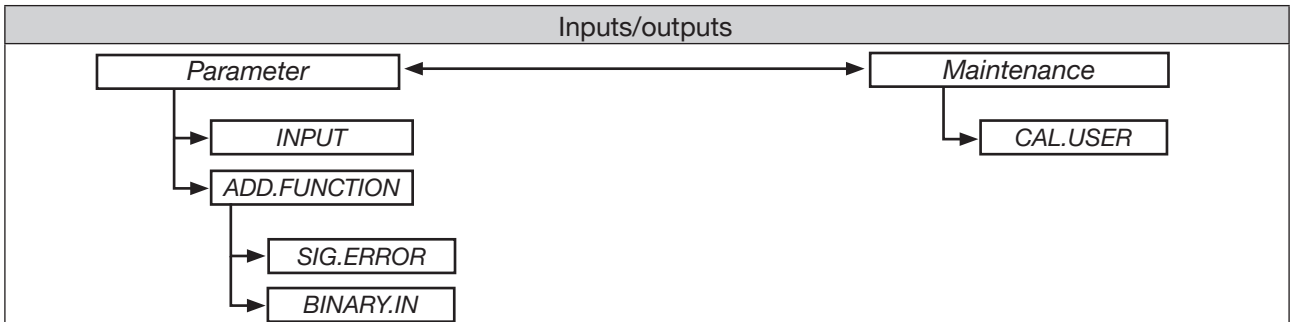 Inputs/outputs
Parameter
Maintenance
INPUT
CAL.USER
ADD.FUNCTION
SIG.ERROR
BINARY.IN